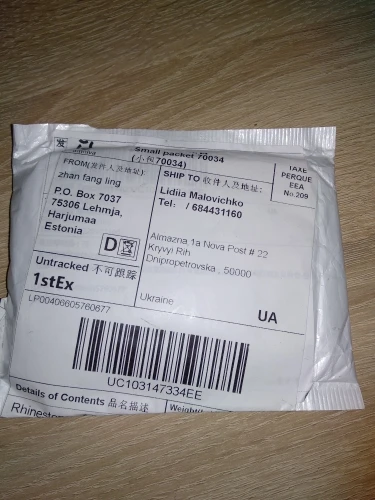 发
Small packet 70034
(小包70034)
TAXE
PERQUE
EEA
No.209
FROM(发件人及地址):
zhan fang ling
P.O. Box 7037
75306 Lehmja,
Harjumaa
Estonia
D
SHIP TO 收件人及地址:
Lidiia Malovichko
Tel: / 684431160
Almazna 1a Nova Post # 22
Kryvyi Rih
Dnipropetrovska , 50000
Ukraine
UA
Untracked 不可跟踪
1stEx
LP00406605760677
UC103147334EE
Details of Contents 品名描述
Weight/
Rhinest